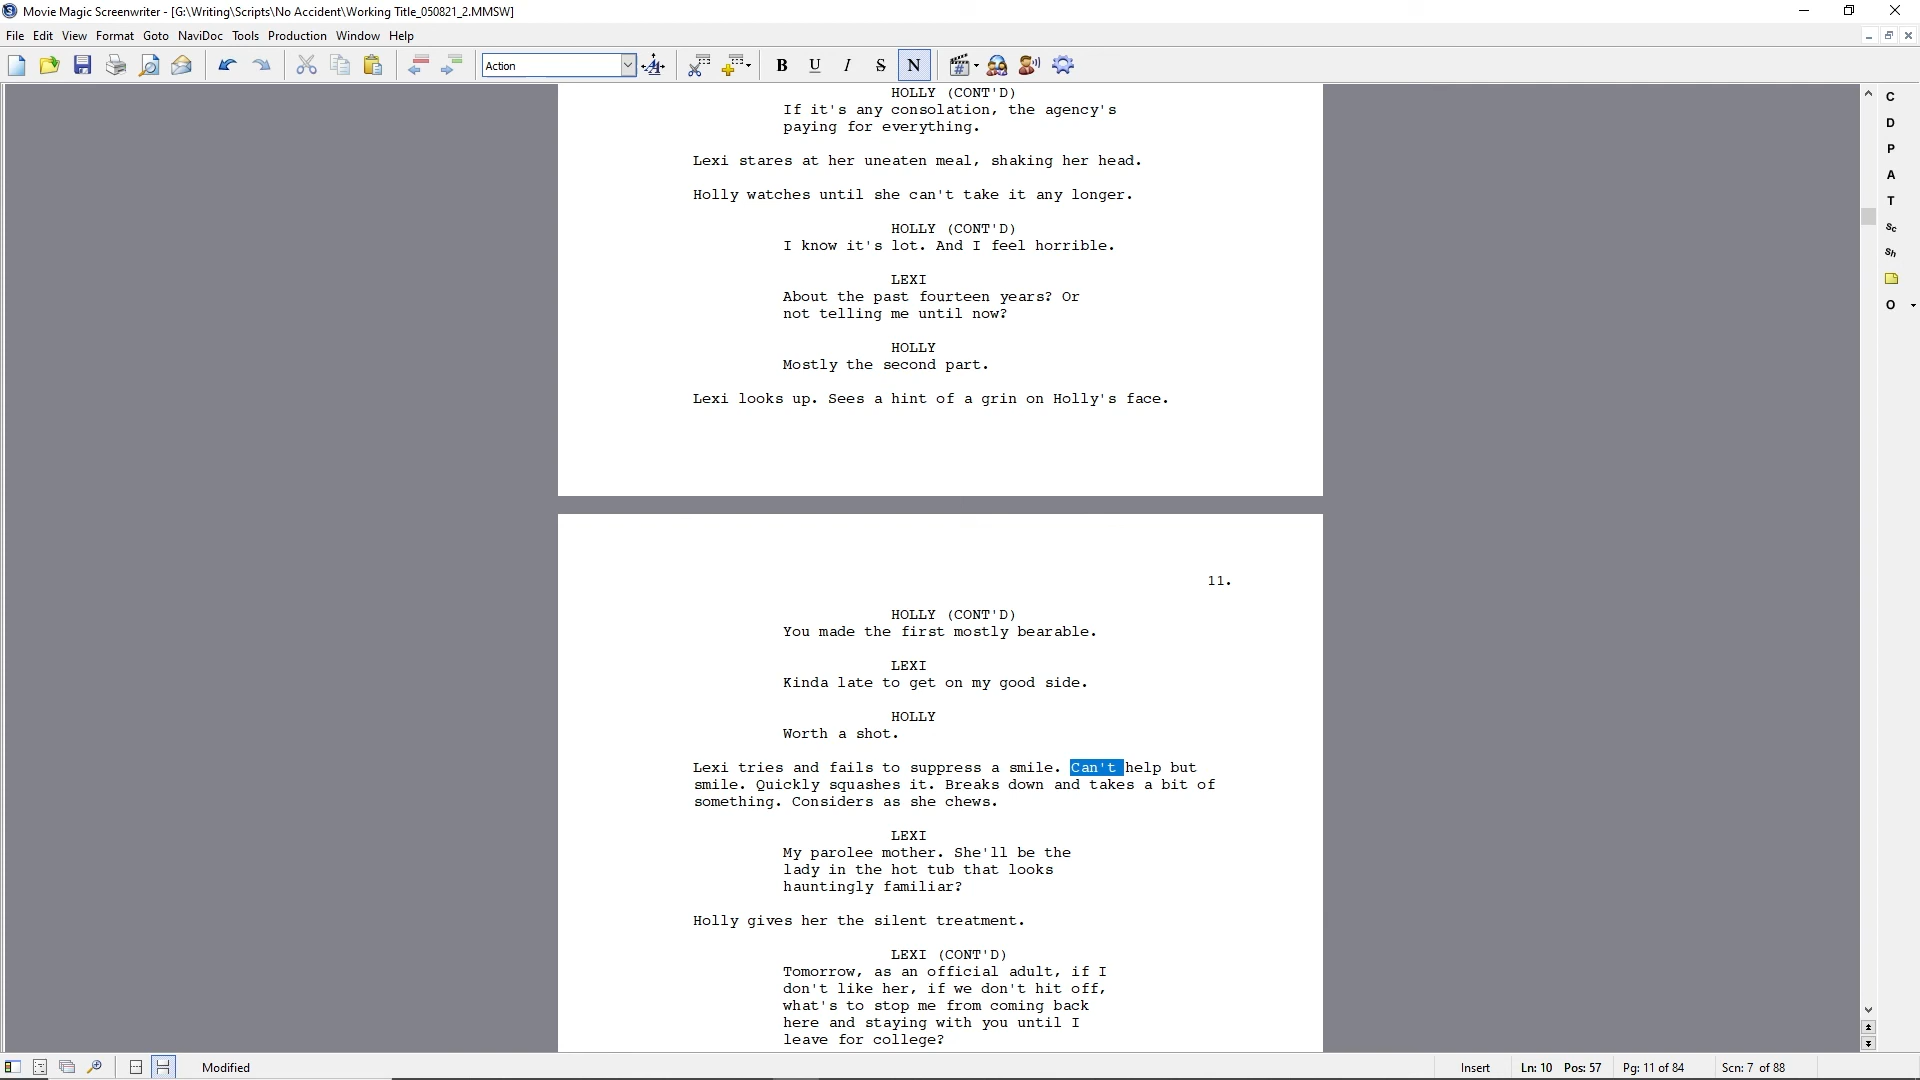 Movie Magic Screenwriter - [G:\Writing\Scripts\No Accident\Working Title_050821_2.MMSW]
File Edit View Format Goto NaviDoc Tools Production Window Help
Action B U I S N
C
D
P
A
T
Sc
Sh
O
HOLLY (CONT'D)
If it's any consolation, the agency's
paying for everything.
Lexi stares at her uneaten meal, shaking her head.
Holly watches until she can't take it any longer.
HOLLY (CONT'D)
I know it's lot. And I feel horrible.
LEXI
About the past fourteen years? Or
not telling me until now?
HOLLY
Mostly the second part.
Lexi looks up. Sees a hint of a grin on Holly's face.
11.
HOLLY (CONT'D)
You made the first mostly bearable.
LEXI
Kinda late to get on my good side.
HOLLY
Worth a shot.
Lexi tries and fails to suppress a smile. Can't help but
smile. Quickly squashes it. Breaks down and takes a bit of
something. Considers as she chews.
LEXI
My parolee mother. She'll be the
lady in the hot tub that looks
hauntingly familiar?
Holly gives her the silent treatment.
LEXI (CONT'D)
Tomorrow, as an official adult, if I
don't like her, if we don't hit off,
what's to stop me from coming back
here and staying with you until I
leave for college?
Modified Insert Ln: 10 Pos: 57 Pg: 11 of 84 Scn: 7 of 88